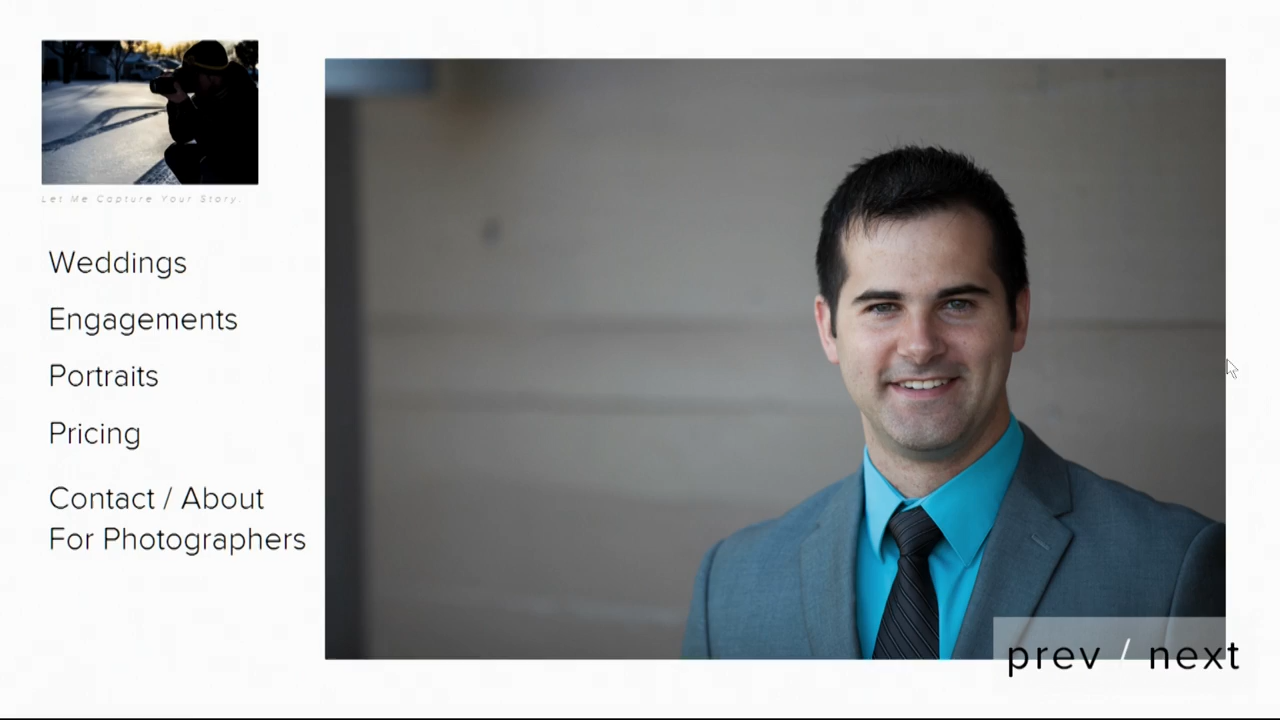 Let Me Capture Your Story.
Weddings
Engagements
Portraits
Pricing
Contact / About
For Photographers
prev / next